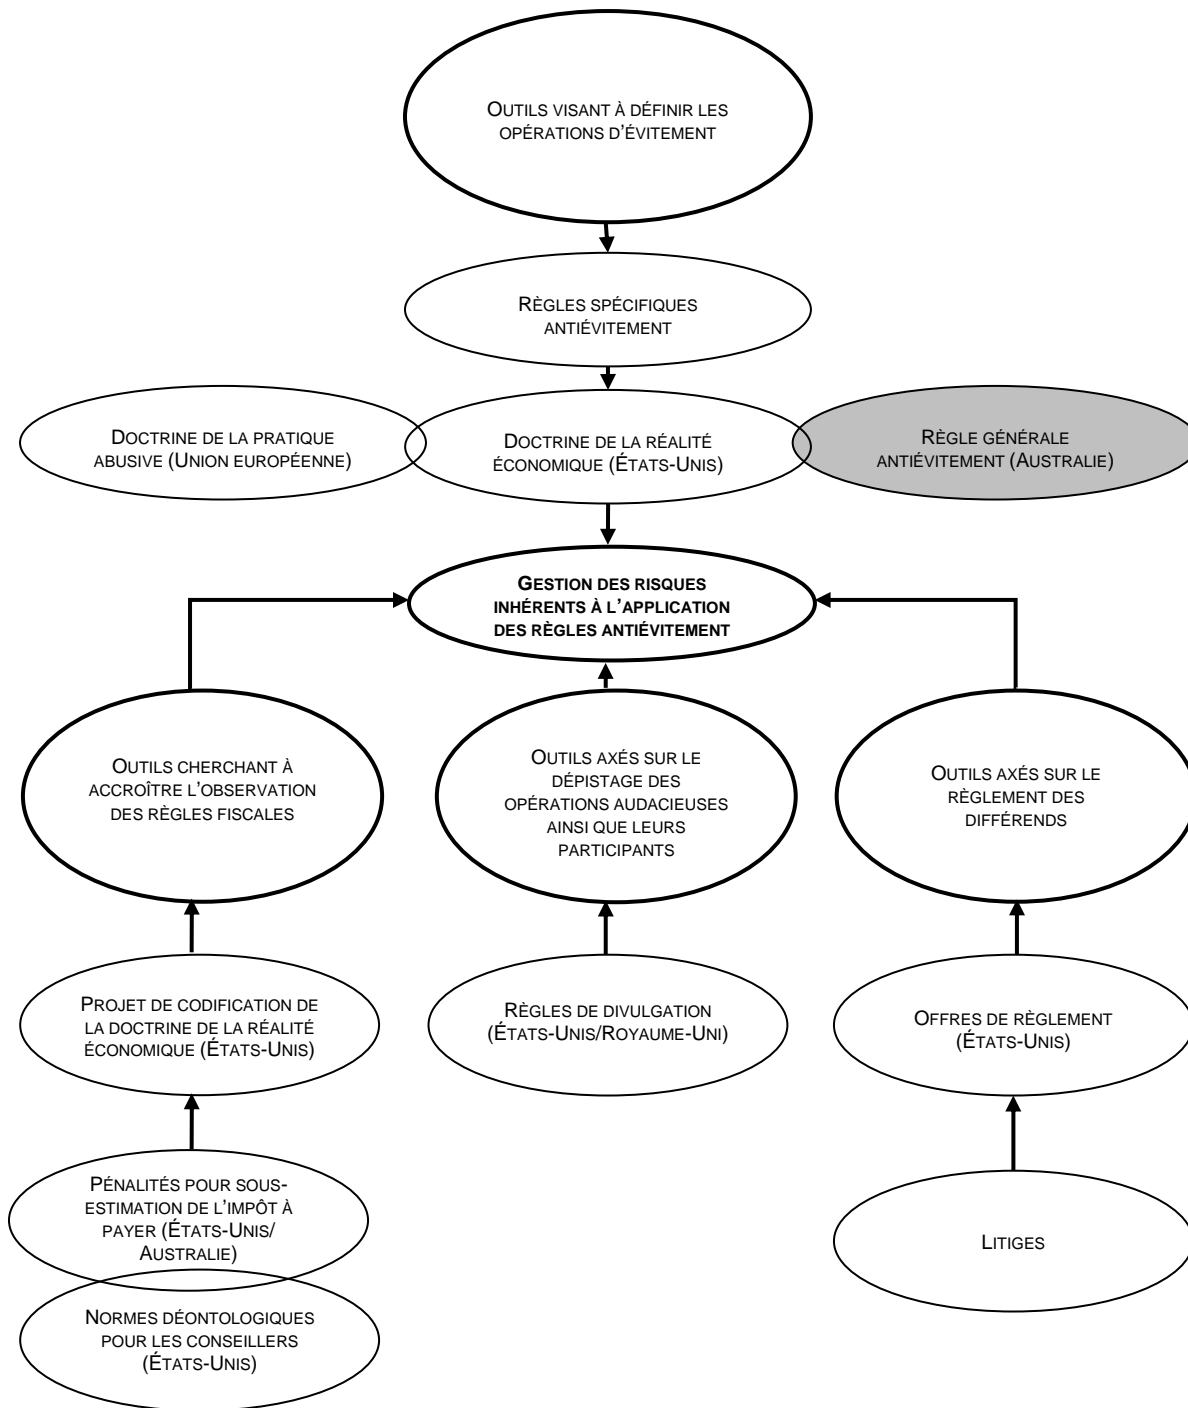 OUTILS VISANT À DÉFINIR LES
OPÉRATIONS D'ÉVITEMENT
RÈGLES SPÉCIFIQUES
ANTIÉVITEMENT
DOCTRINE DE LA PRATIQUE
ABUSIVE (UNION EUROPÉENNE)
DOCTRINE DE LA RÉALITÉ
ÉCONOMIQUE (ÉTATS-UNIS)
RÈGLE GÉNÉRALE
ANTIÉVITEMENT (AUSTRALIE)
GESTION DES RISQUES
INHÉRENTS À L'APPLICATION
DES RÈGLES ANTIÉVITEMENT
OUTILS CHERCHANT À
ACCROÎTRE L'OBSERVATION
DES RÈGLES FISCALES
OUTILS AXÉS SUR LE
DÉPISTAGE DES
OPÉRATIONS AUDACIEUSES
AINSI QUE LEURS
PARTICIPANTS
OUTILS AXÉS SUR LE
RÈGLEMENT DES
DIFFÉRENDS
PROJET DE CODIFICATION DE
LA DOCTRINE DE LA RÉALITÉ
ÉCONOMIQUE (ÉTATS-UNIS)
RÈGLES DE DIVULGATION
(ÉTATS-UNIS/ROYAUME-UNI)
OFFRES DE RÈGLEMENT
(ÉTATS-UNIS)
PÉNALITÉS POUR SOUS-
ESTIMATION DE L'IMPÔT À
PAYER (ÉTATS-UNIS/
AUSTRALIE)
LITIGES
NORMES DÉONTOLOGIQUES
POUR LES CONSEILLERS
(ÉTATS-UNIS)